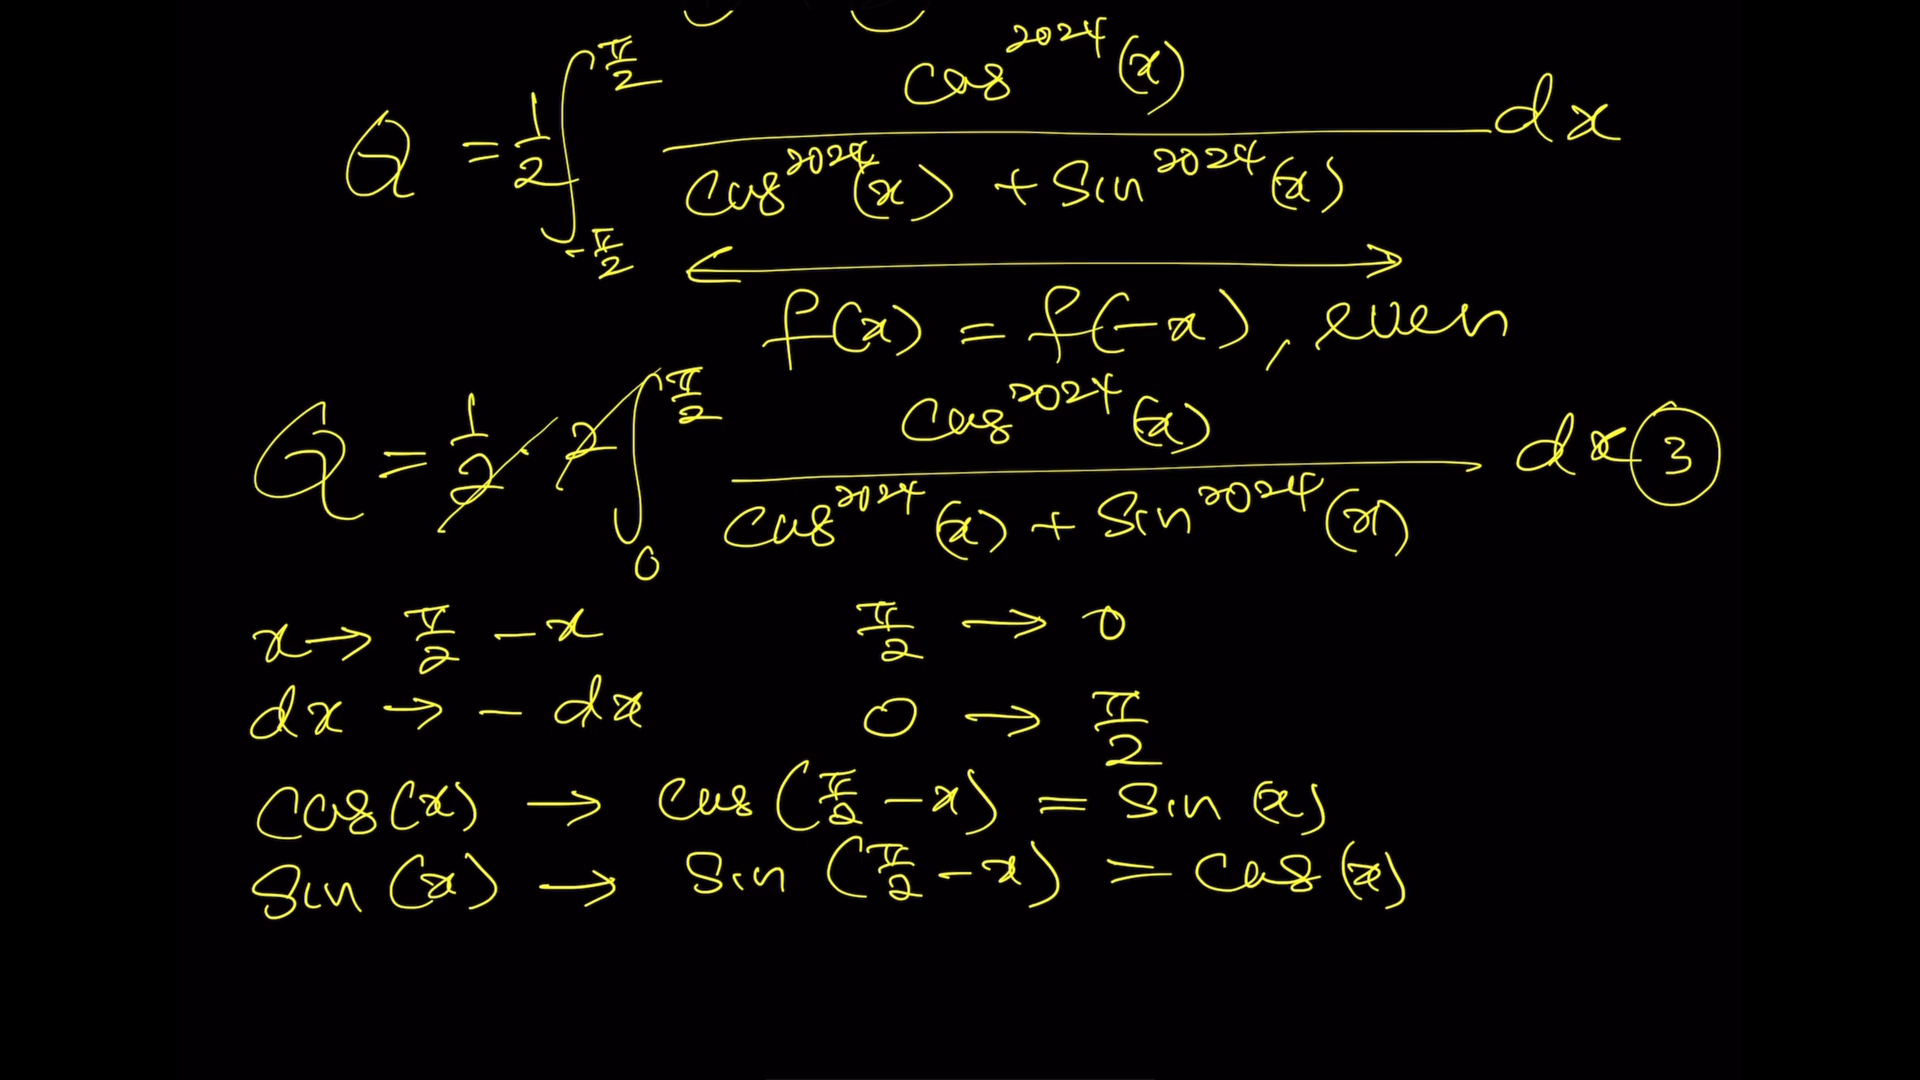 Q = 1/2 ∫_{-π/2}^{π/2} cos^2024(x) / (cos^2024(x) + sin^2024(x)) dx
f(x) = f(-x), even
Q = 1/2 · 2 ∫_0^{π/2} cos^2024(x) / (cos^2024(x) + sin^2024(x)) dx ③
x → π/2 - x    π/2 → 0
dx → - dx    0 → π/2
cos(x) → cos(π/2 - x) = sin(x)
sin(x) → sin(π/2 - x) = cos(x)